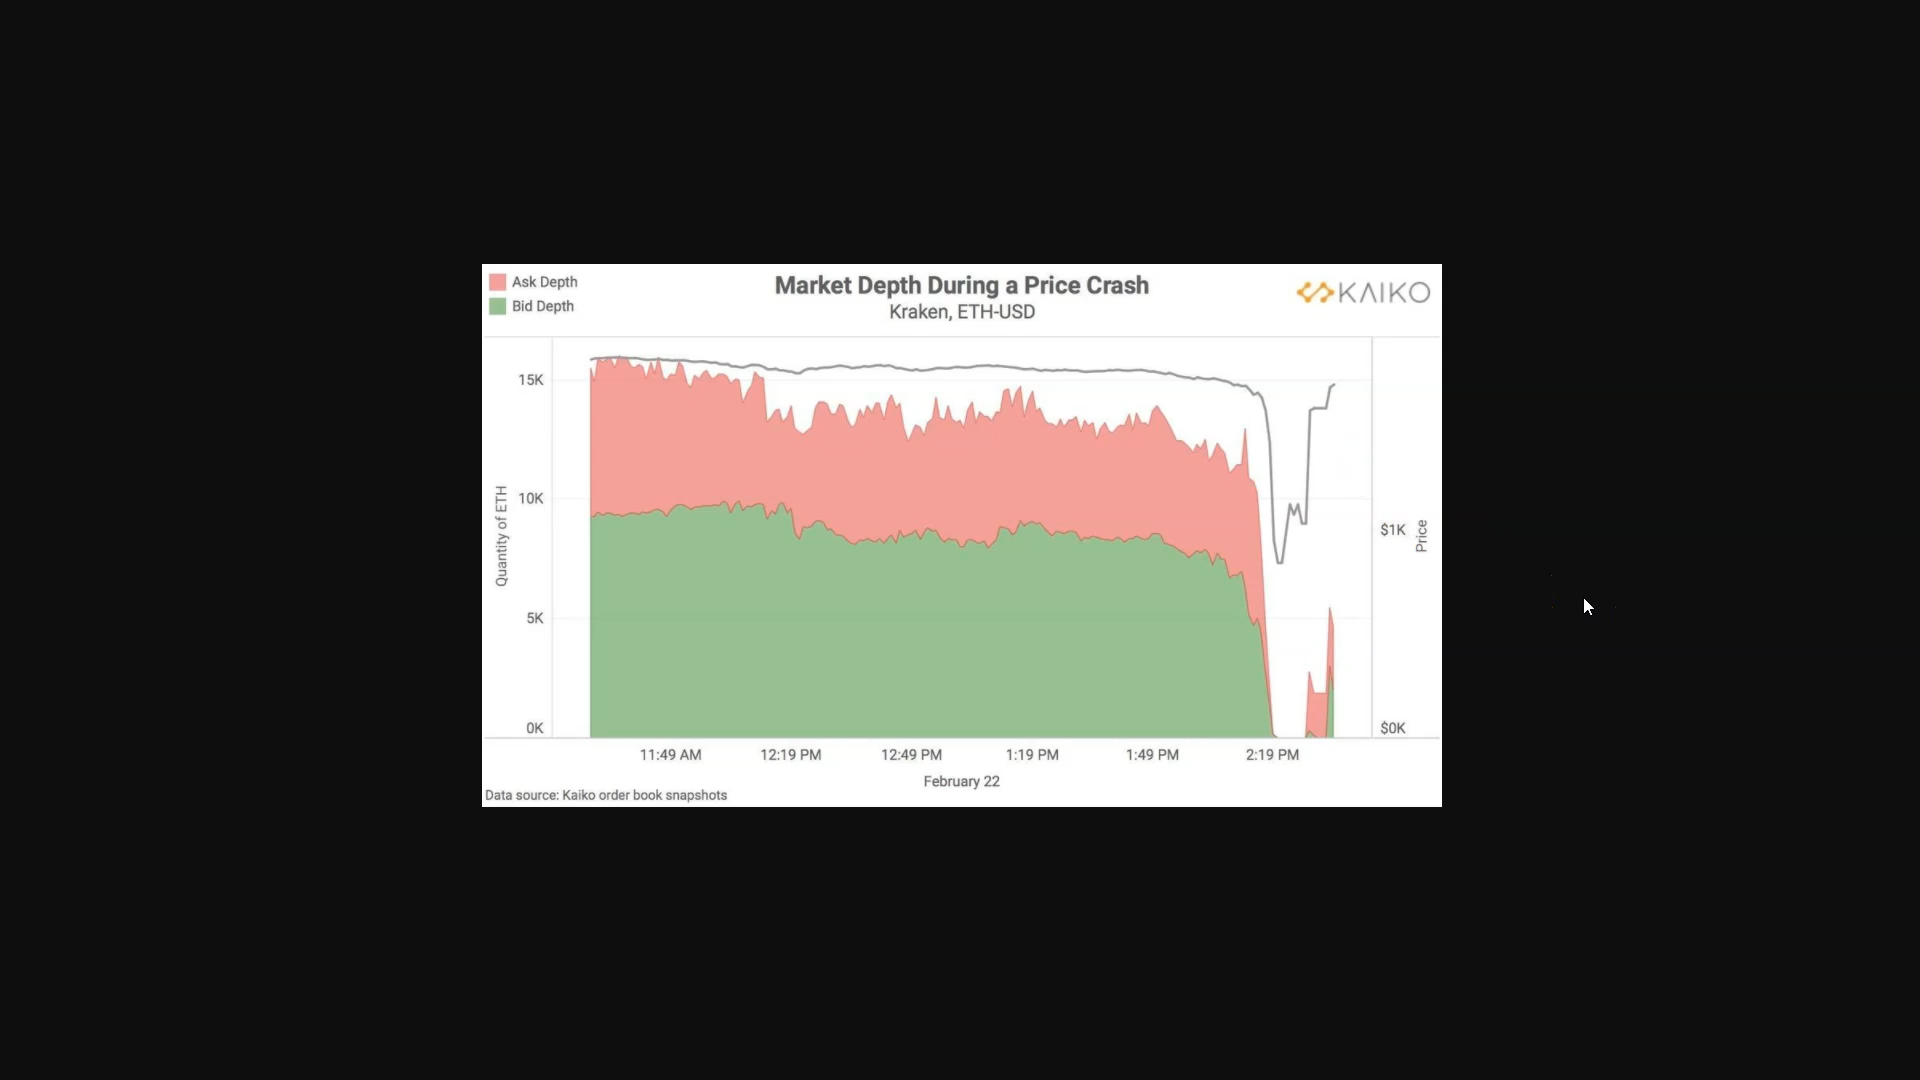 Ask Depth
Bid Depth
Market Depth During a Price Crash
Kraken, ETH-USD
KAIKO
15K
10K
5K
0K
Quantity of ETH
$1K
$0K
Price
11:49 AM 12:19 PM 12:49 PM 1:19 PM 1:49 PM 2:19 PM
February 22
Data source: Kaiko order book snapshots